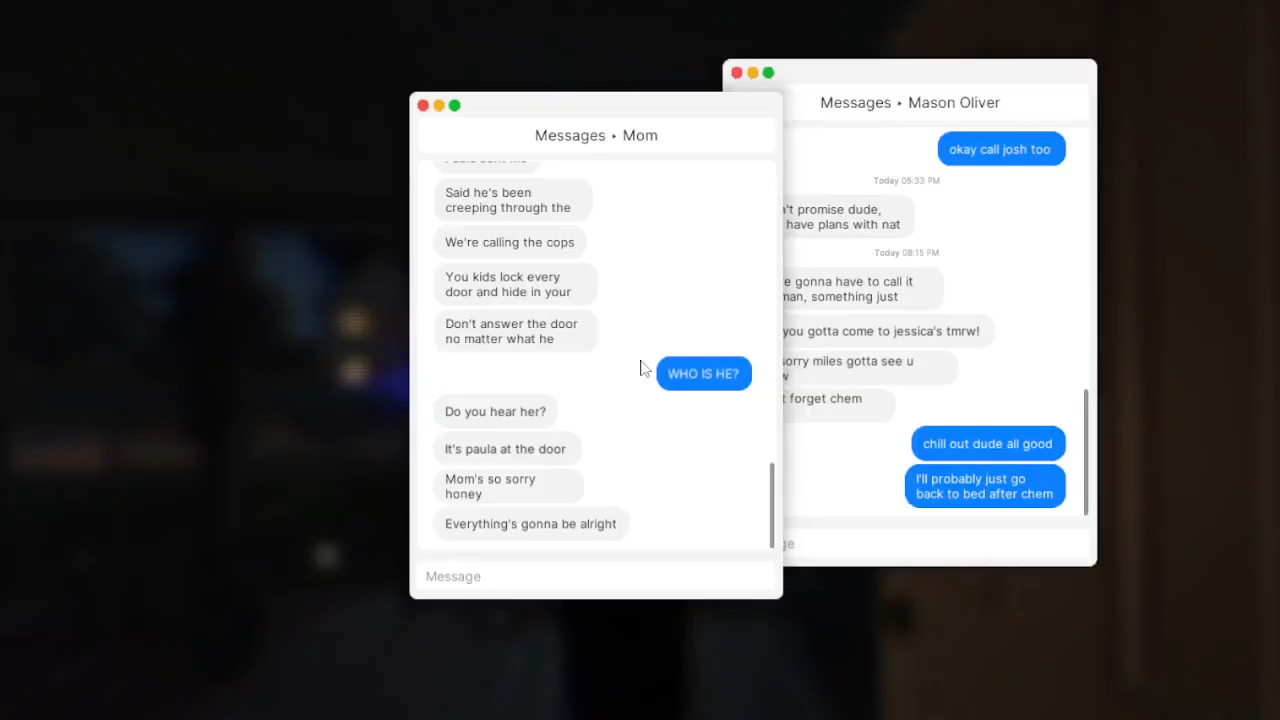 Messages ▸ Mom
Said he's been
creeping through the
We're calling the cops
You kids lock every
door and hide in your
Don't answer the door
no matter what he
WHO IS HE?
Do you hear her?
It's paula at the door
Mom's so sorry
honey
Everything's gonna be alright
Message
Messages ▸ Mason Oliver
okay call josh too
Today
promise dude,
have plans with nat
Today 08:15 PM
gonna have to call it
man, something just
you gotta come to jessica's tmrw!
sorry miles gotta see u
forget chem
chill out dude all good
I'll probably just go
back to bed after chem